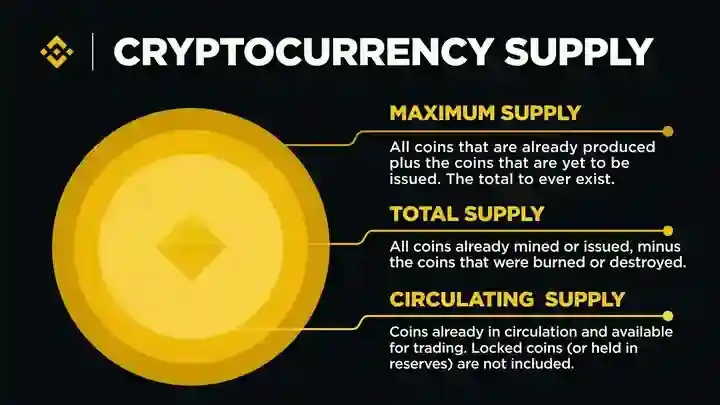 CRYPTOCURRENCY SUPPLY
MAXIMUM SUPPLY
All coins that are already produced
plus the coins that are yet to be
issued. The total to ever exist.
TOTAL SUPPLY
All coins already mined or issued, minus
the coins that were burned or destroyed.
CIRCULATING SUPPLY
Coins already in circulation and available
for trading. Locked coins (or held in
reserves) are not included.